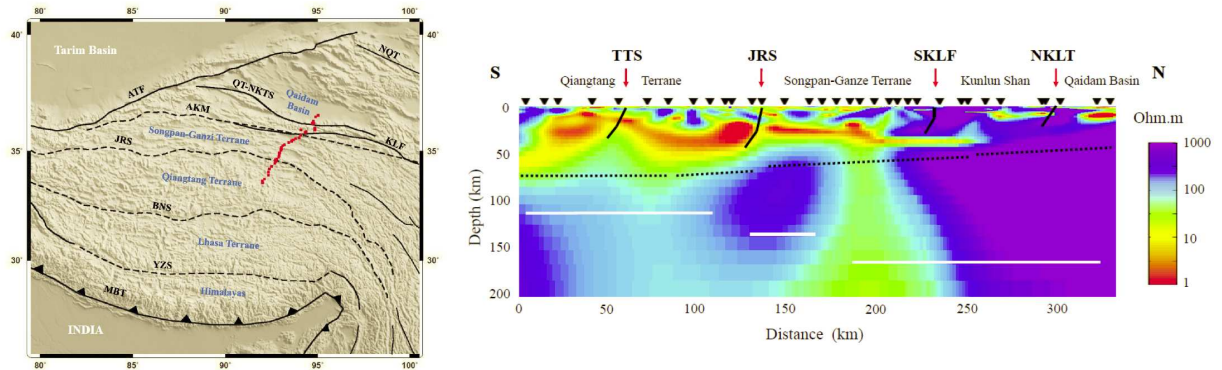 80˚ 85˚ 90˚ 95˚ 100˚
40˚ 40˚
Tarim Basin
NQT
ATF
QT-NKTS
Qaidam
Basin
AKM
Songpan-Ganzi Terrane
KLF
JRS
35˚ 35˚
Qiangtang Terrane
BNS
Lhasa Terrane
30˚ 30˚
YZS
Himalayas
MBT
INDIA
80˚ 85˚ 90˚ 95˚ 100˚
S TTS JRS SKLF NKLT N
Qiangtang Terrane Songpan-Ganze Terrane Kunlun Shan Qaidam Basin
Ohm.m
0
50
100
150
200
Depth (km)
0 50 100 150 200 250 300
Distance (km)
1000
100
10
1